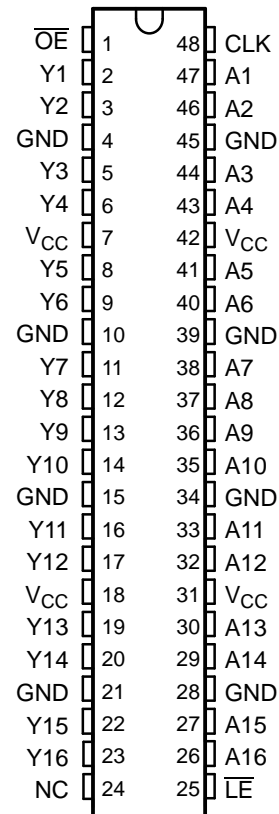 OE 1 48 CLK
Y1 2 47 A1
Y2 3 46 A2
GND 4 45 GND
Y3 5 44 A3
Y4 6 43 A4
VCC 7 42 VCC
Y5 8 41 A5
Y6 9 40 A6
GND 10 39 GND
Y7 11 38 A7
Y8 12 37 A8
Y9 13 36 A9
Y10 14 35 A10
GND 15 34 GND
Y11 16 33 A11
Y12 17 32 A12
VCC 18 31 VCC
Y13 19 30 A13
Y14 20 29 A14
GND 21 28 GND
Y15 22 27 A15
Y16 23 26 A16
NC 24 25 LE